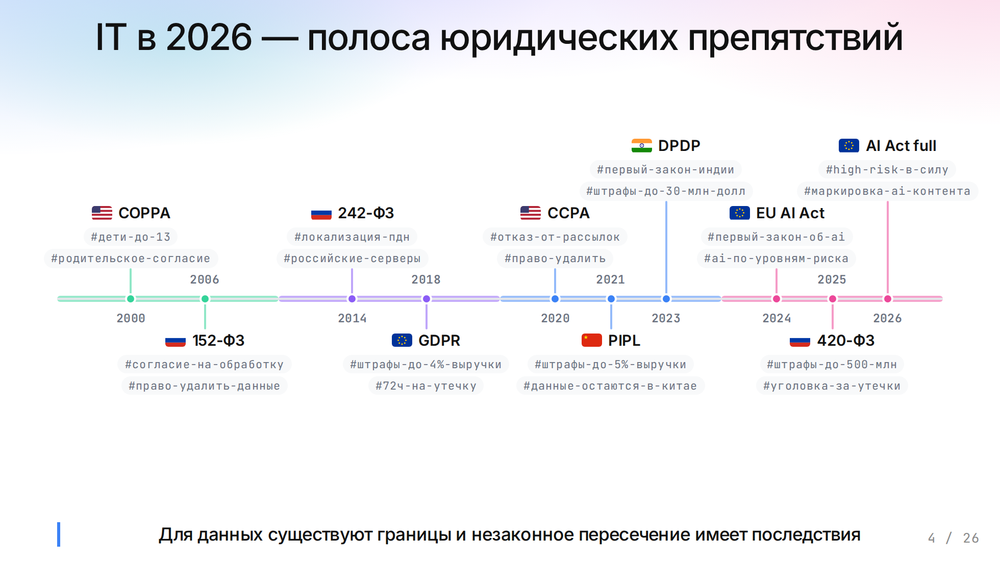 IT в 2026 — полоса юридических препятствий
DPDP
#первый-закон-индии
#штрафы-до-30-млн-долл
AI Act full
#high-risk-в-силу
#маркировка-ai-контента
COPPA
#дети-до-13
#родительское-согласие
242-ФЗ
#локализация-пдн
#российские-серверы
CCPA
#отказ-от-рассылок
#право-удалить
EU AI Act
#первый-закон-об-ai
#ai-по-уровням-риска
2006
2018
2021
2025
2000
2014
2020
2023
2024
2026
152-ФЗ
#согласие-на-обработку
#право-удалить-данные
GDPR
#штрафы-до-4%-выручки
#72ч-на-утечку
PIPL
#штрафы-до-5%-выручки
#данные-остаются-в-китае
420-ФЗ
#штрафы-до-500-млн
#уголовка-за-утечки
Для данных существуют границы и незаконное пересечение имеет последствия
4 / 26